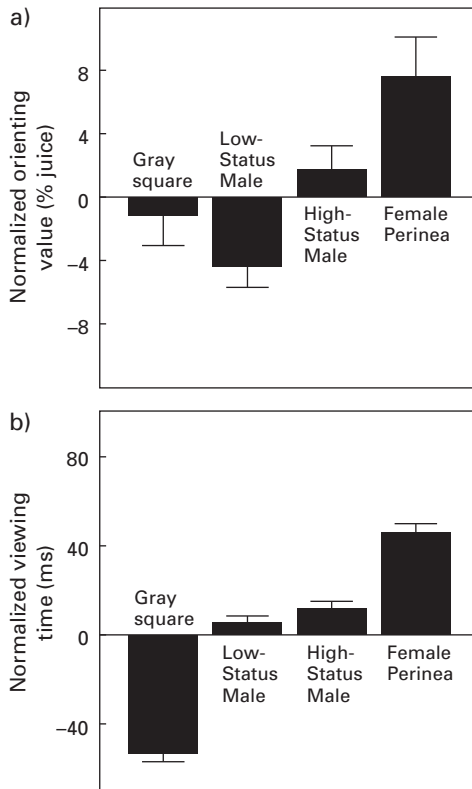 a)
Normalized orienting
value (% juice)
8
4
0
−4
−8
Gray
square
Low-
Status
Male
High-
Status
Male
Female
Perinea
b)
Normalized viewing
time (ms)
80
40
0
−40
Gray
square
Low-
Status
Male
High-
Status
Male
Female
Perinea